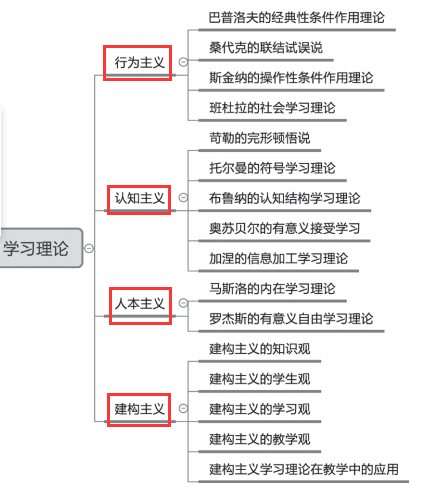 学习理论
行为主义
巴普洛夫的经典性条件作用理论
桑代克的联结试误说
斯金纳的操作性条件作用理论
班杜拉的社会学习理论
认知主义
苛勒的完形顿悟说
托尔曼的符号学习理论
布鲁纳的认知结构学习理论
奥苏贝尔的有意义接受学习
加涅的信息加工学习理论
人本主义
马斯洛的内在学习理论
罗杰斯的有意义自由学习理论
建构主义
建构主义的知识观
建构主义的学生观
建构主义的学习观
建构主义的教学观
建构主义学习理论在教学中的应用